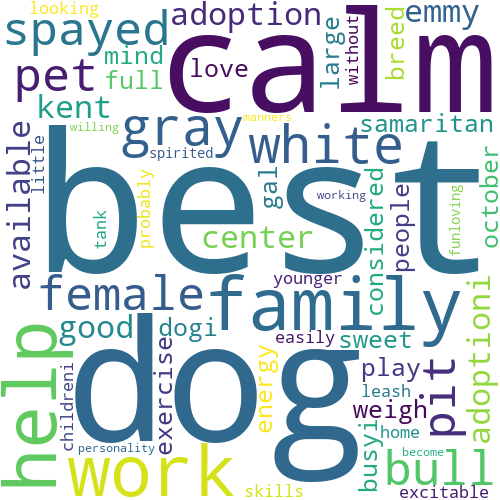 looking
adoption
emmy
spayed
calm
large
without
breed
mind
love
pet
full
kent
gray
white
samaritan
willing
manners
spirited
little
available
best
tank
probably
gal
working
people
considered
funloving
october
center
female
family
younger
good
dogi
exercise
energy
easily
sweet
adoptioni
help
dog
play
pit
leash
childreni
weigh
home
busyi
personality
become
work
bull
skills
excitable